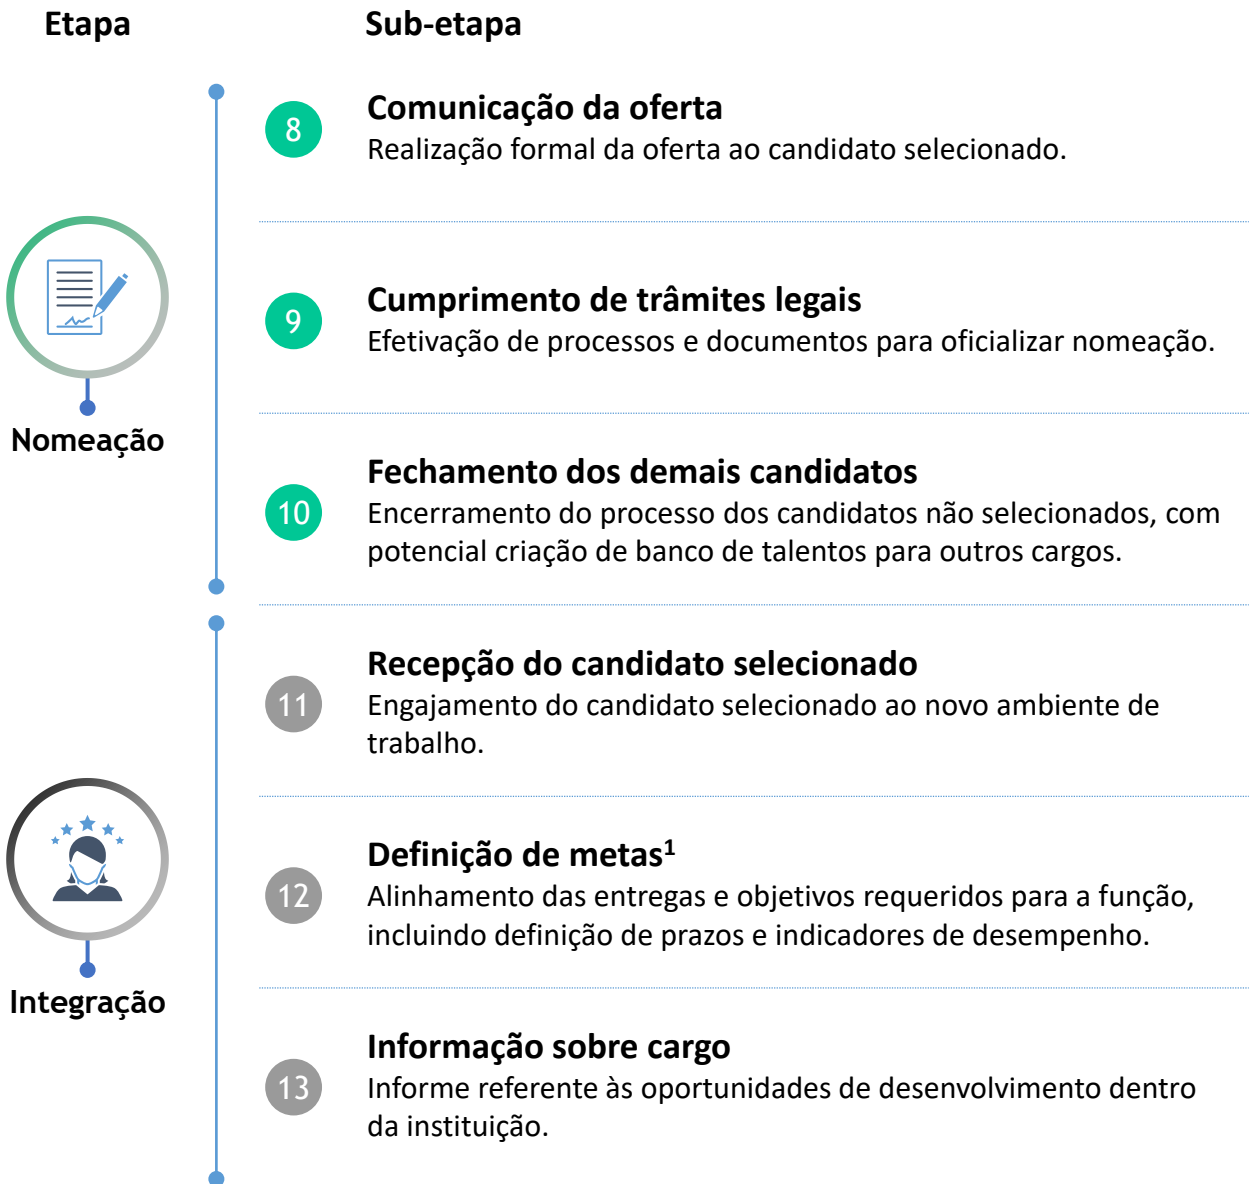 Etapa
Sub-etapa
8
Comunicação da oferta
Realização formal da oferta ao candidato selecionado.
9
Cumprimento de trâmites legais
Efetivação de processos e documentos para oficializar nomeação.
Nomeação
10
Fechamento dos demais candidatos
Encerramento do processo dos candidatos não selecionados, com
potencial criação de banco de talentos para outros cargos.
11
Recepção do candidato selecionado
Engajamento do candidato selecionado ao novo ambiente de
trabalho.
12
Definição de metas¹
Alinhamento das entregas e objetivos requeridos para a função,
incluindo definição de prazos e indicadores de desempenho.
Integração
13
Informação sobre cargo
Informe referente às oportunidades de desenvolvimento dentro
da instituição.